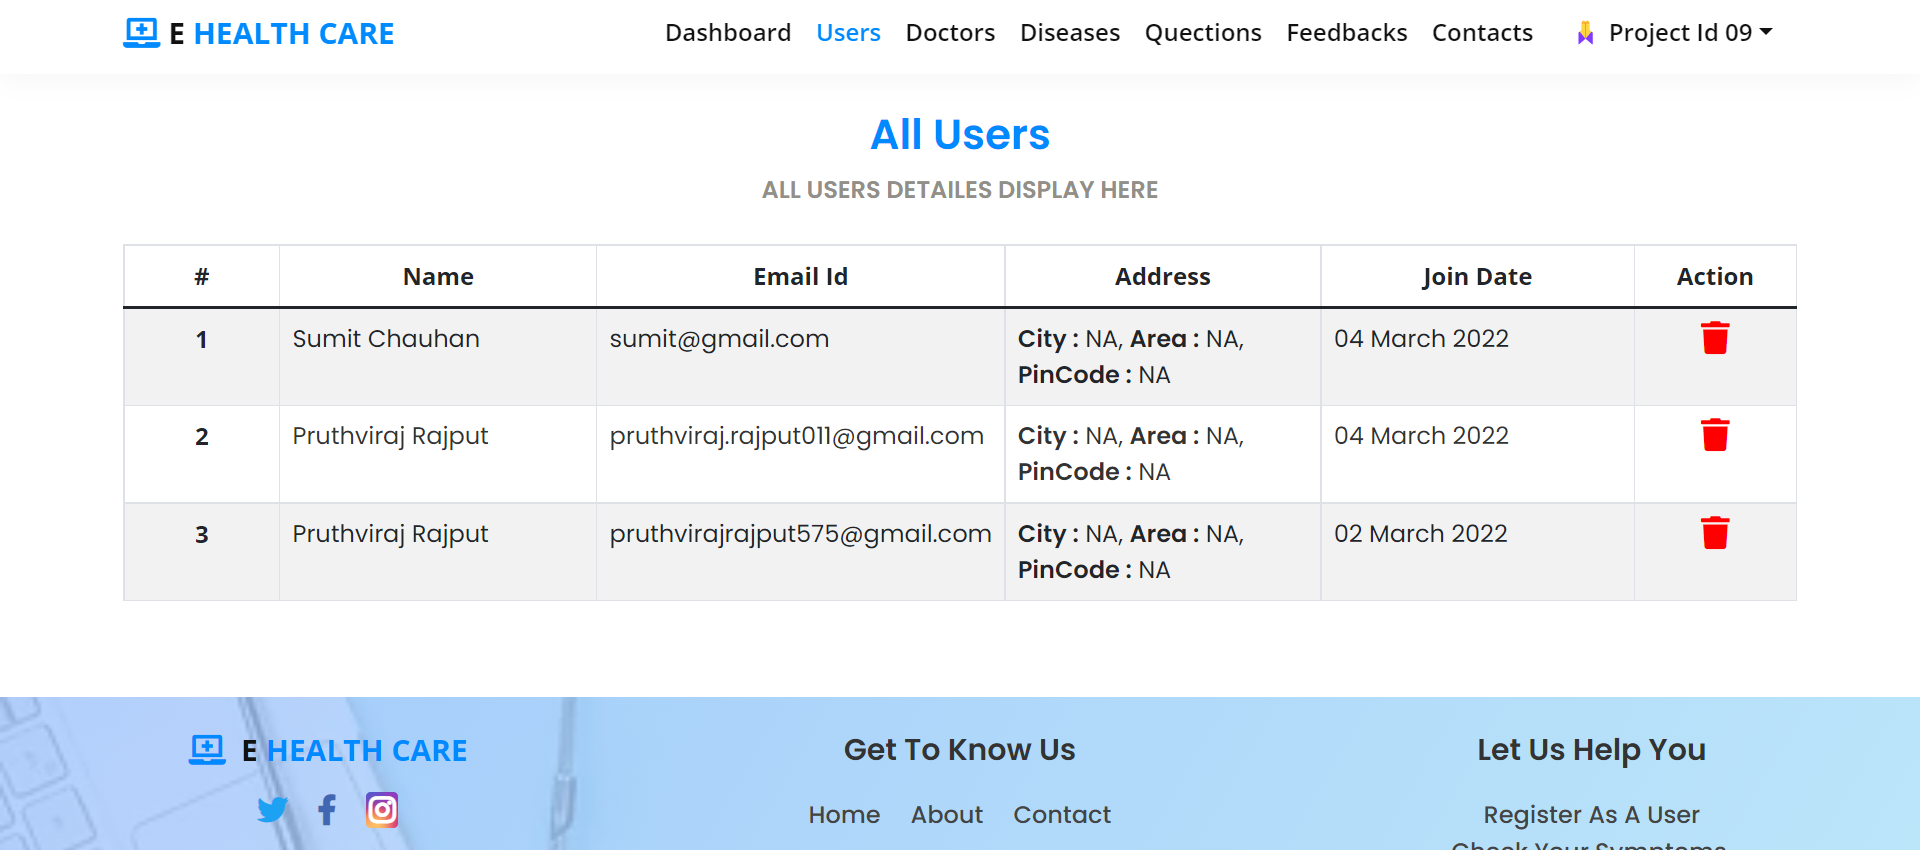 E HEALTH CARE
Dashboard Users Doctors Diseases Quections Feedbacks Contacts Project Id 09
All Users
ALL USERS DETAILES DISPLAY HERE
# Name Email Id Address Join Date Action
1 Sumit Chauhan sumit@gmail.com City : NA, Area : NA, 04 March 2022
PinCode : NA
2 Pruthviraj Rajput pruthviraj.rajput011@gmail.com City : NA, Area : NA, 04 March 2022
PinCode : NA
3 Pruthviraj Rajput pruthvirajrajput575@gmail.com City : NA, Area : NA, 02 March 2022
PinCode : NA
E HEALTH CARE
Get To Know Us
Home About Contact
Let Us Help You
Register As A User
Check Your Symptoms